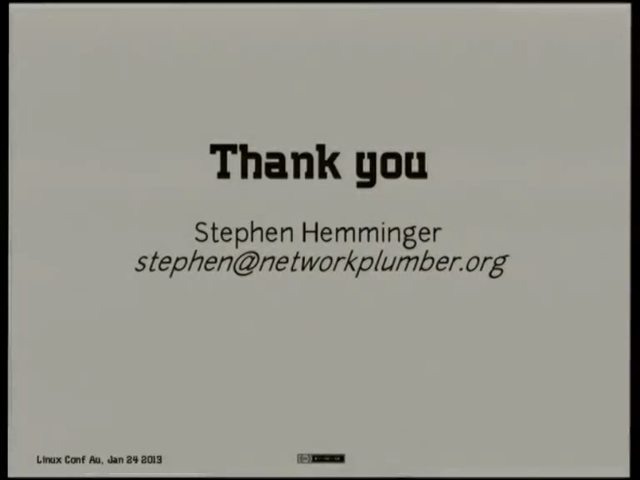 Thank you
Stephen Hemminger
stephen@networkplumber.org
Linux Conf Au, Jan 24 2013